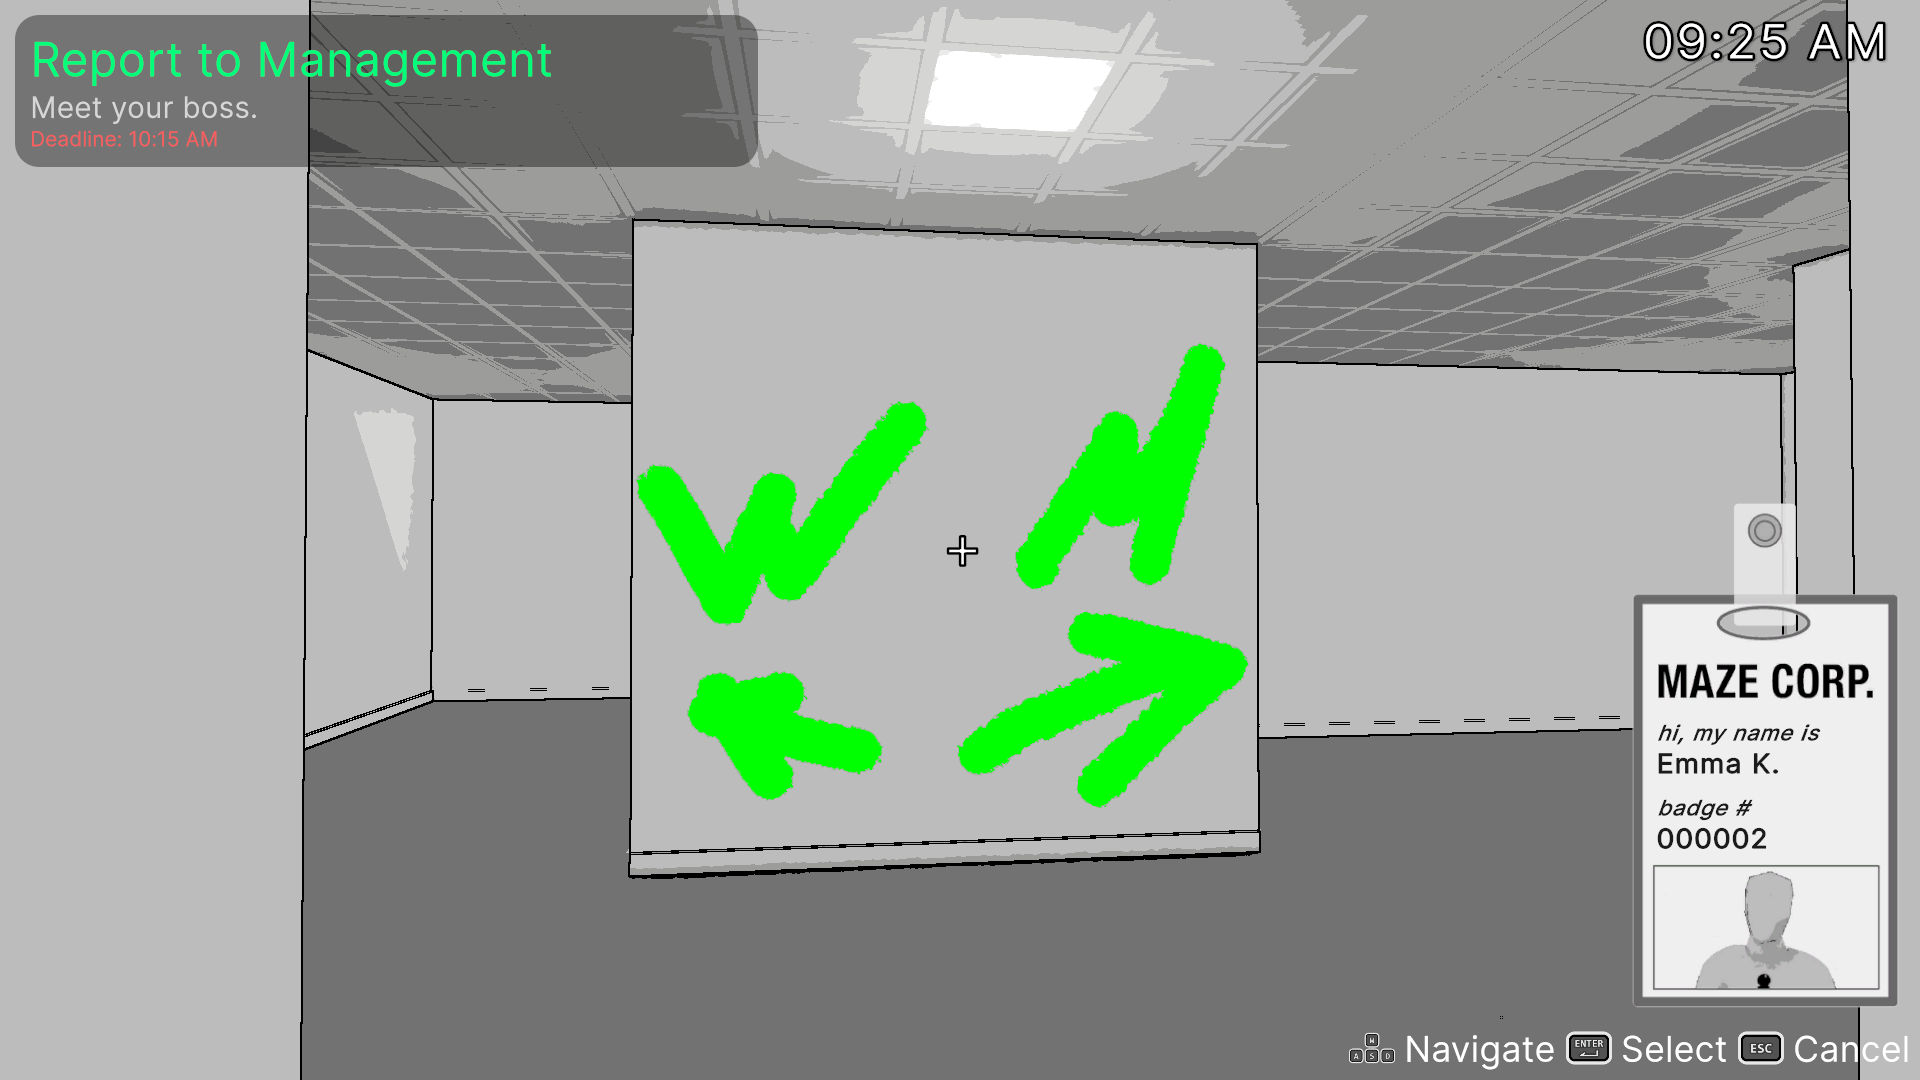 Report to Management
Meet your boss.
Deadline: 10:15 AM
09:25 AM
W M
MAZE CORP.
hi, my name is
Emma K.
badge #
000002
W A S D Navigate ENTER Select ESC Cancel